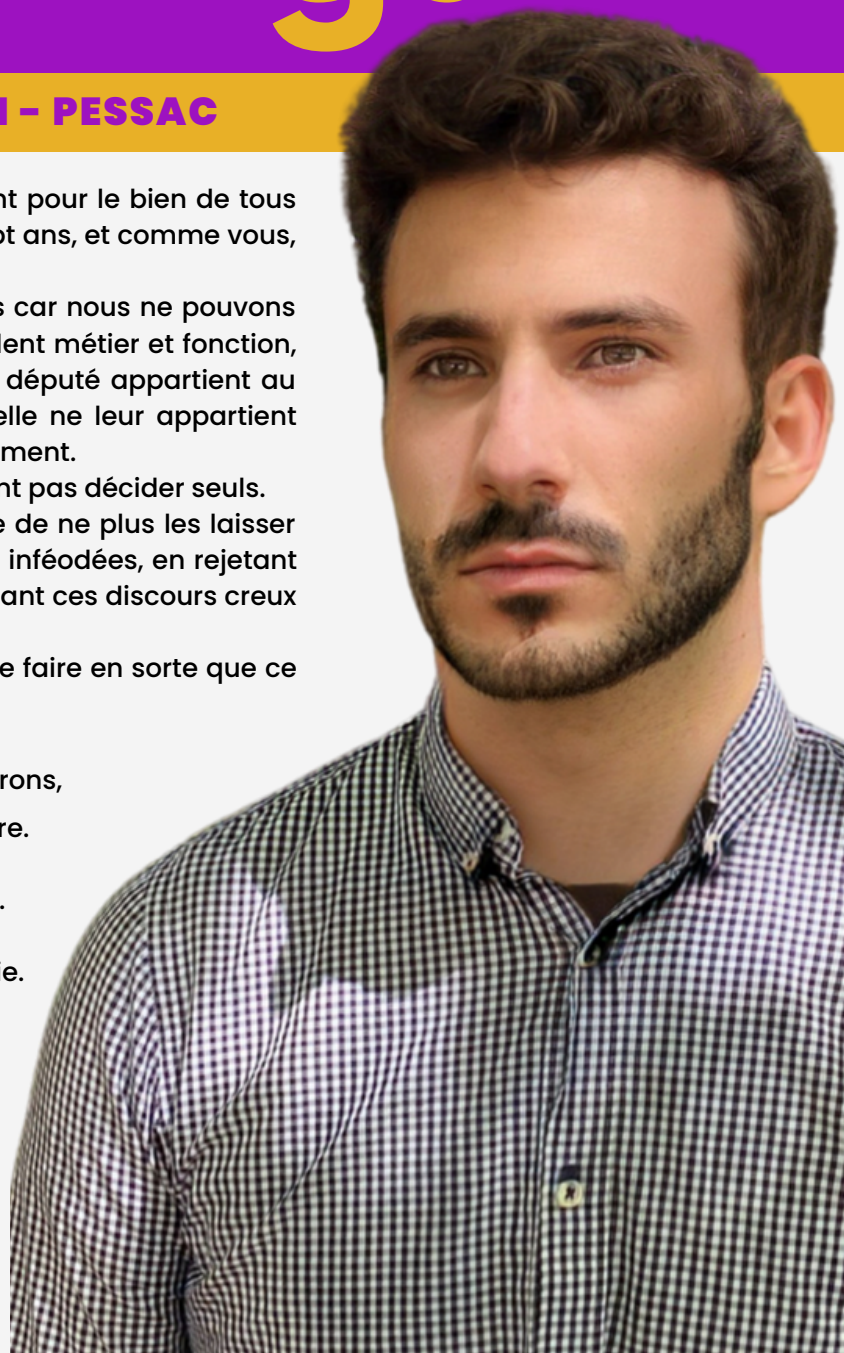 - PESSAC
nt pour le bien de tous
ans, et comme vous,
car nous ne pouvons
lent métier et fonction,
député appartient au
elle ne leur appartient
ment.
nt pas décider seuls.
e de ne plus les laisser
inféodées, en rejetant
ant ces discours creux
e faire en sorte que ce
rons,
re.
.
ie.